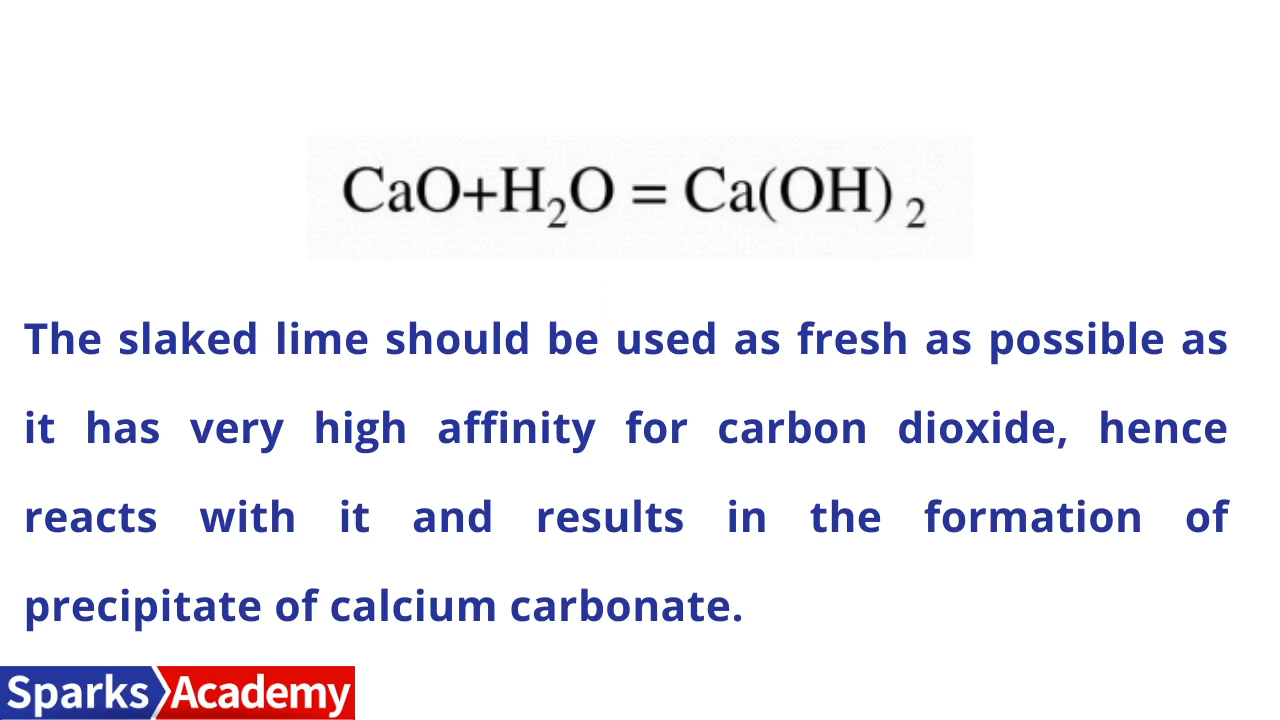 CaO+H₂O = Ca(OH) ₂
The slaked lime should be used as fresh as possible as
it has very high affinity for carbon dioxide, hence
reacts with it and results in the formation of
precipitate of calcium carbonate.
Sparks Academy